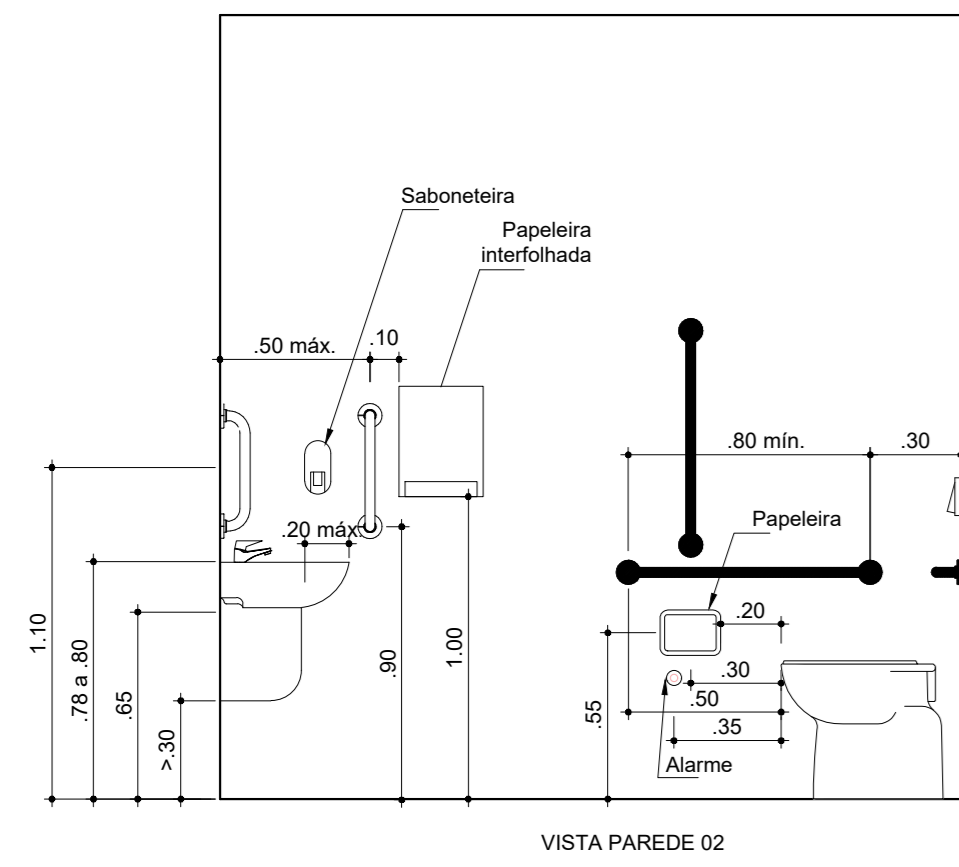 Saboneteira
Papeleira
interfolhada
.50 máx.
.10
.80 mín.
.30
.20 máx.
Papeleira
.20
1.10
.78 a .80
.65
>.30
.90
1.00
.55
.30
.50
.35
Alarme
VISTA PAREDE 02